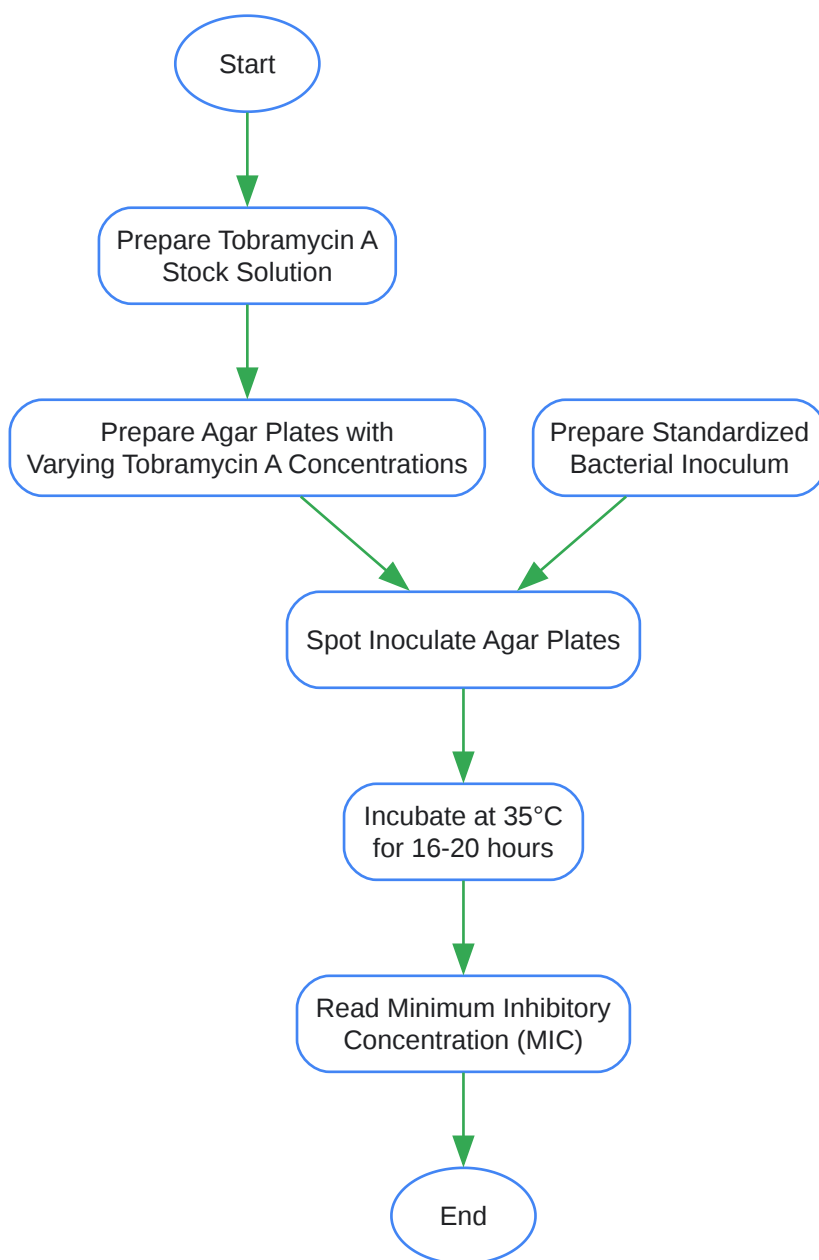 Start
Prepare Tobramycin A
Stock Solution
Prepare Agar Plates with
Varying Tobramycin A Concentrations
Prepare Standardized
Bacterial Inoculum
Spot Inoculate Agar Plates
Incubate at 35°C
for 16-20 hours
Read Minimum Inhibitory
Concentration (MIC)
End